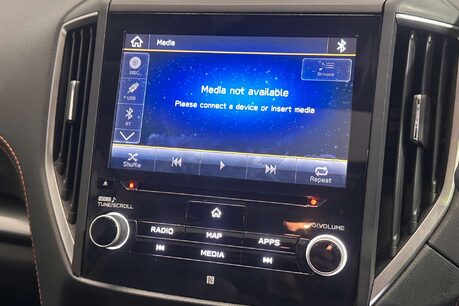 Media
DISC
USB
Browse
Media not available
Please connect a device or insert media
BT
Shuffle
Repeat
TUNE/SCROLL
/VOLUME
RADIO
MAP
APPS
MEDIA